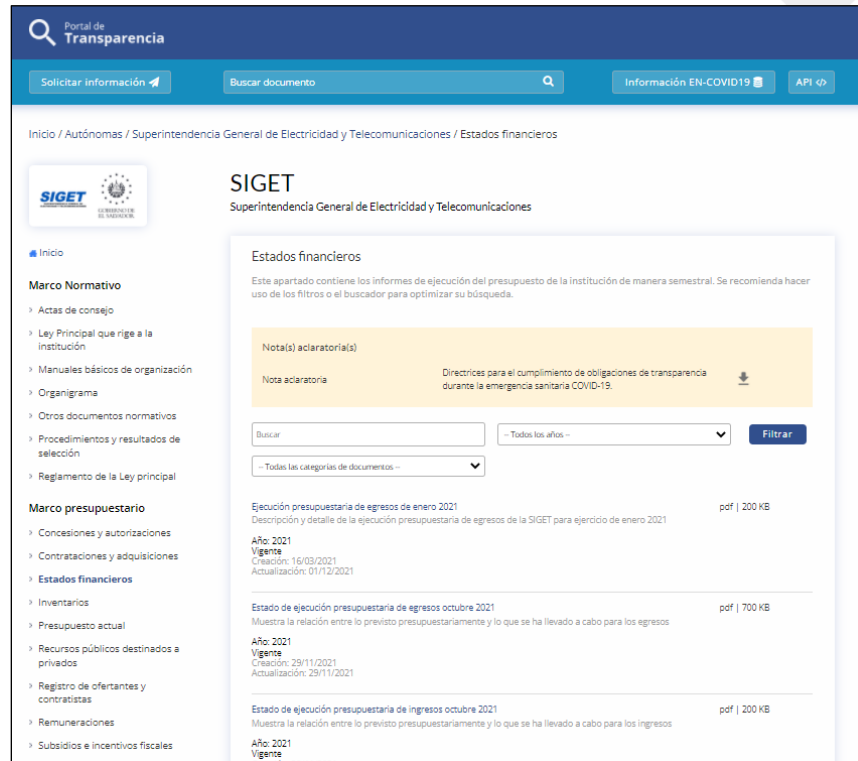 Portal de
Transparencia
Solicitar información
Buscar documento
Información EN-COVID19
API </>
Inicio / Autónomas / Superintendencia General de Electricidad y Telecomunicaciones / Estados financieros
SIGET
GOBIERNO DE
EL SALVADOR
SIGET
Superintendencia General de Electricidad y Telecomunicaciones
Inicio
Marco Normativo
> Actas de consejo
> Ley Principal que rige a la
institución
> Manuales básicos de organización
> Organigrama
> Otros documentos normativos
> Procedimientos y resultados de
selección
> Reglamento de la Ley principal
Marco presupuestario
> Concesiones y autorizaciones
> Contrataciones y adquisiciones
> Estados financieros
> Inventarios
> Presupuesto actual
> Recursos públicos destinados a
privados
> Registro de ofertantes y
contratistas
> Remuneraciones
> Subsidios e incentivos fiscales
Estados financieros
Este apartado contiene los informes de ejecución del presupuesto de la institución de manera semestral. Se recomienda hacer
uso de los filtros o el buscador para optimizar su búsqueda.
Nota(s) aclaratoria(s)
Nota aclaratoria
Directrices para el cumplimiento de obligaciones de transparencia
durante la emergencia sanitaria COVID-19.
Buscar
-- Todos los años --
Filtrar
-- Todas las categorías de documentos --
Ejecución presupuestaria de egresos de enero 2021
pdf | 200 KB
Descripción y detalle de la ejecución presupuestaria de egresos de la SIGET para ejercicio de enero 2021
Año: 2021
Vigente
Creación: 16/03/2021
Actualización: 01/12/2021
Estado de ejecución presupuestaria de egresos octubre 2021
pdf | 700 KB
Muestra la relación entre lo previsto presupuestariamente y lo que se ha llevado a cabo para los egresos
Año: 2021
Vigente
Creación: 29/11/2021
Actualización: 29/11/2021
Estado de ejecución presupuestaria de ingresos octubre 2021
pdf | 200 KB
Muestra la relación entre lo previsto presupuestariamente y lo que se ha llevado a cabo para los ingresos
Año: 2021
Vigente